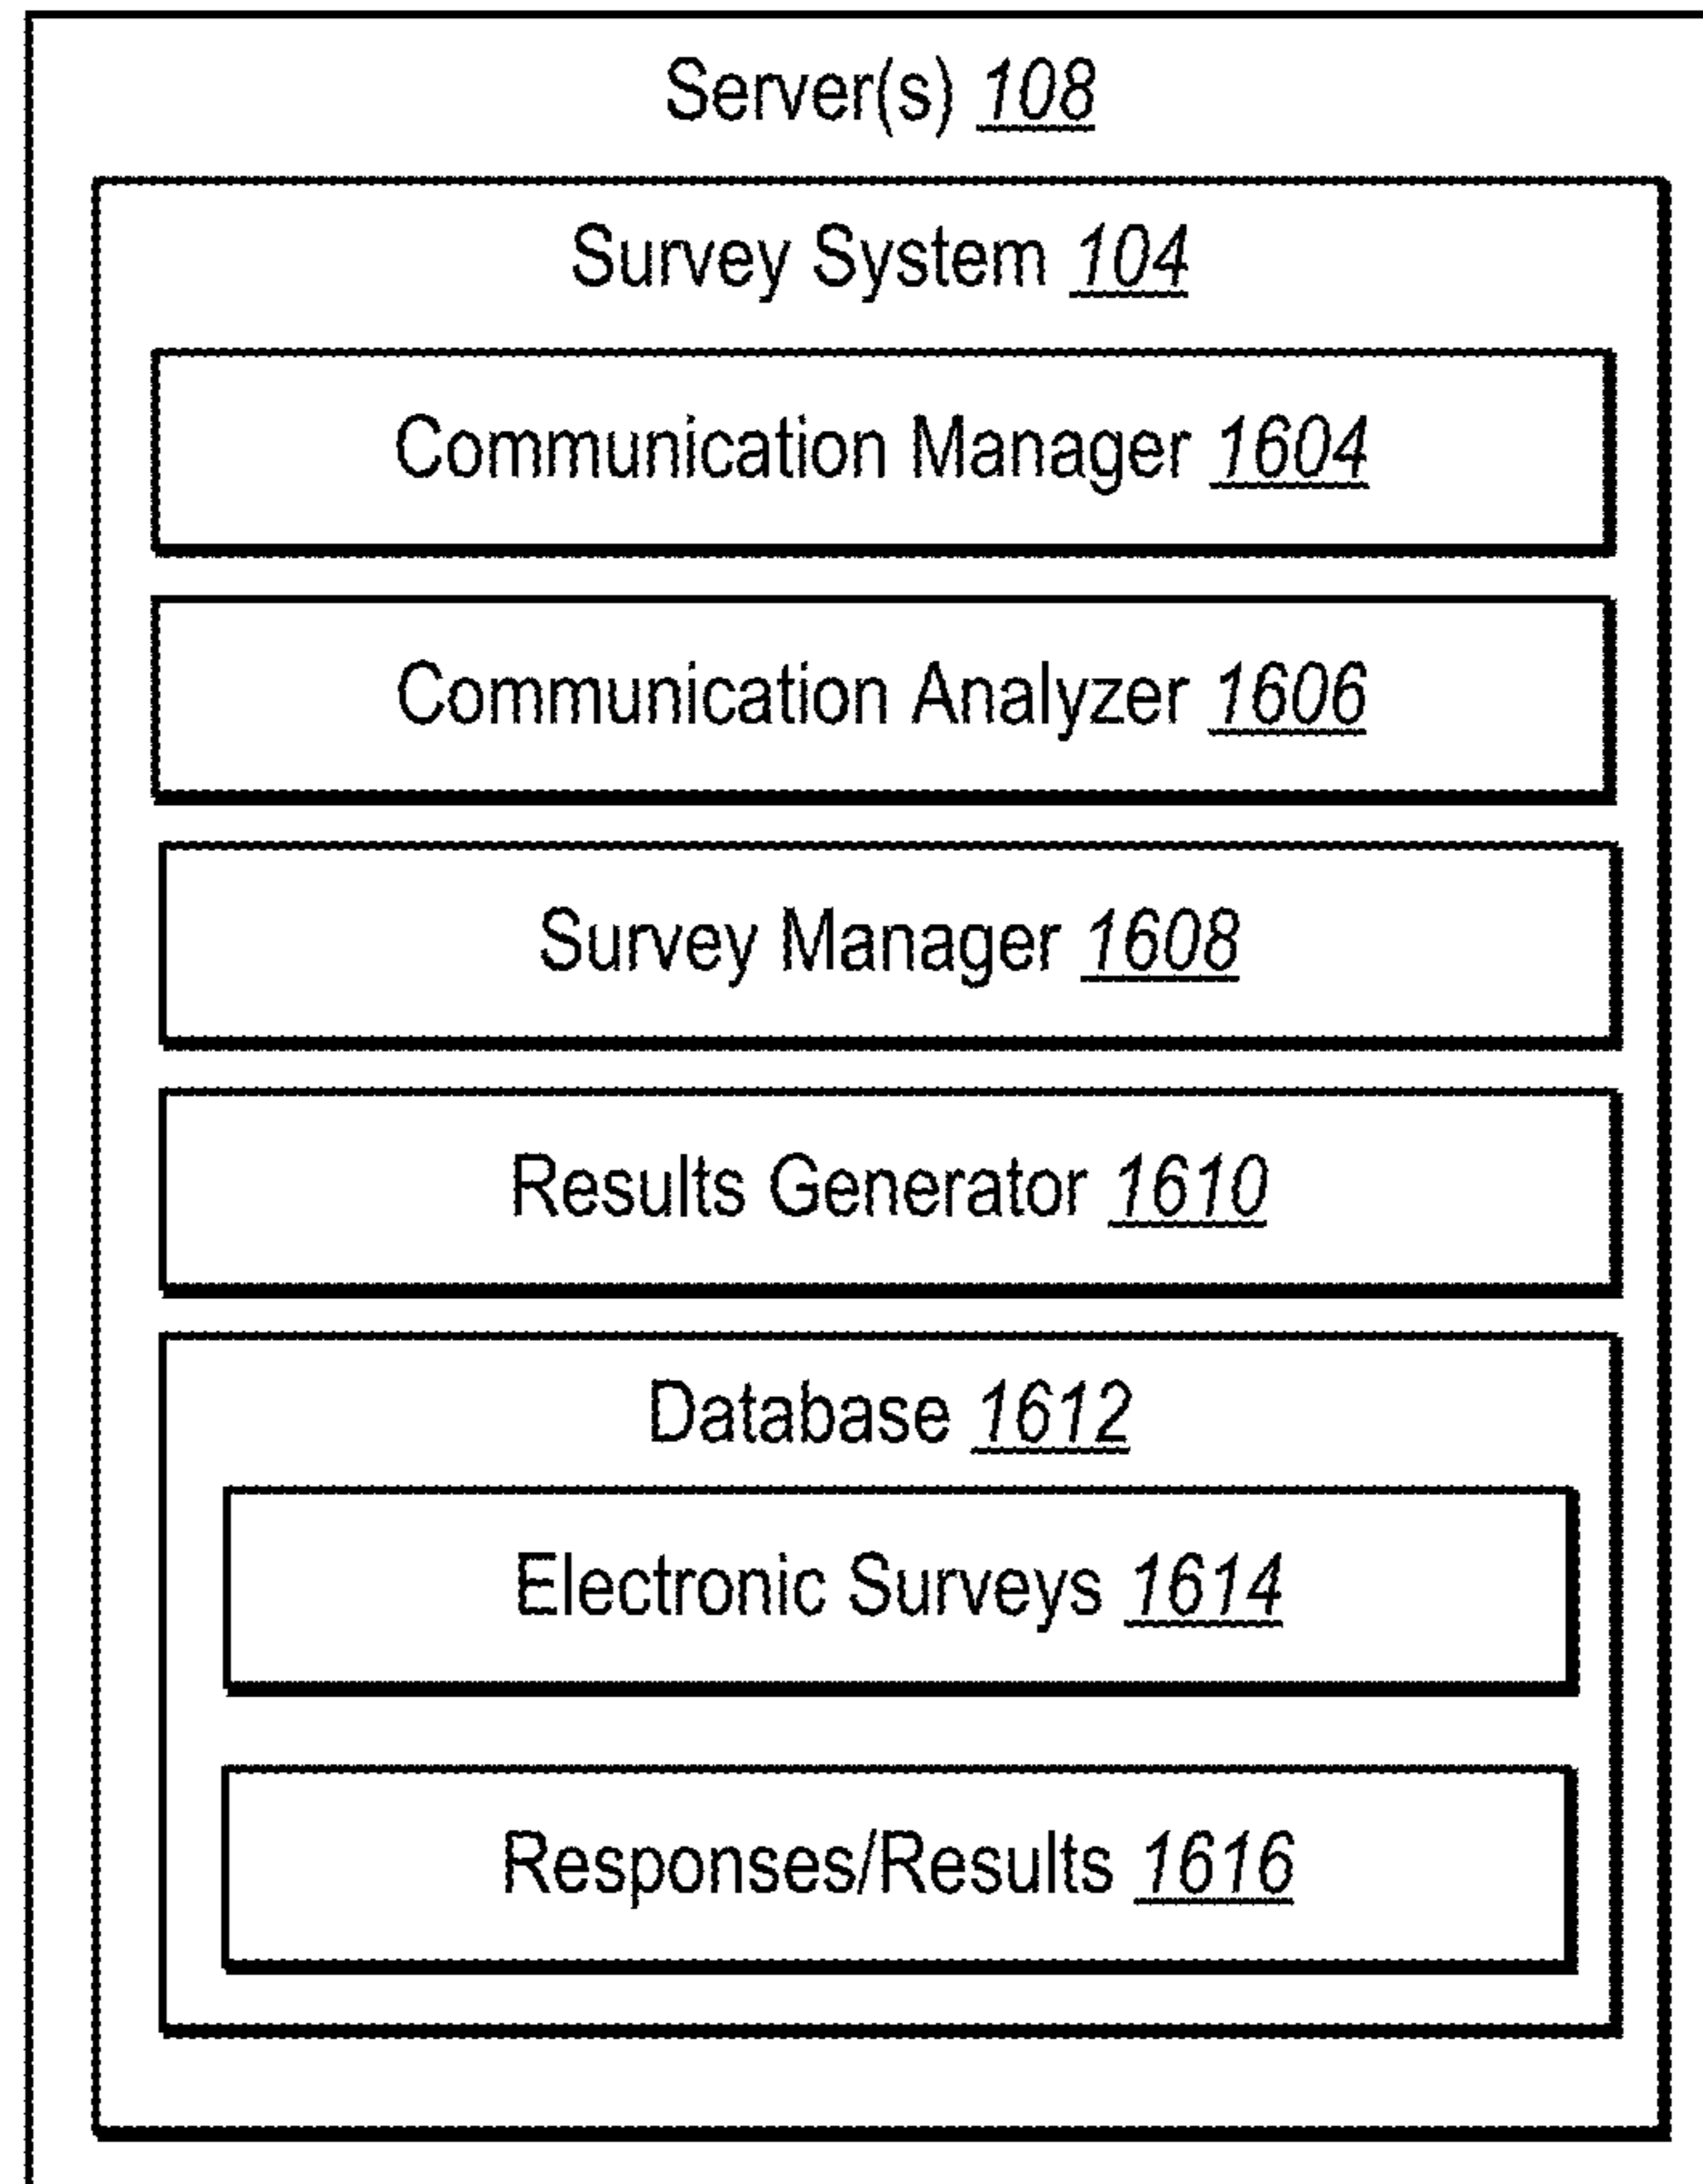 Server(s) 108
Survey System 104
Communication Manager 1604
Communication Analyzer 1606
Survey Manager 1608
Results Generator 1610
Database 1612
Electronic Surveys 1614
Responses/Results 1616